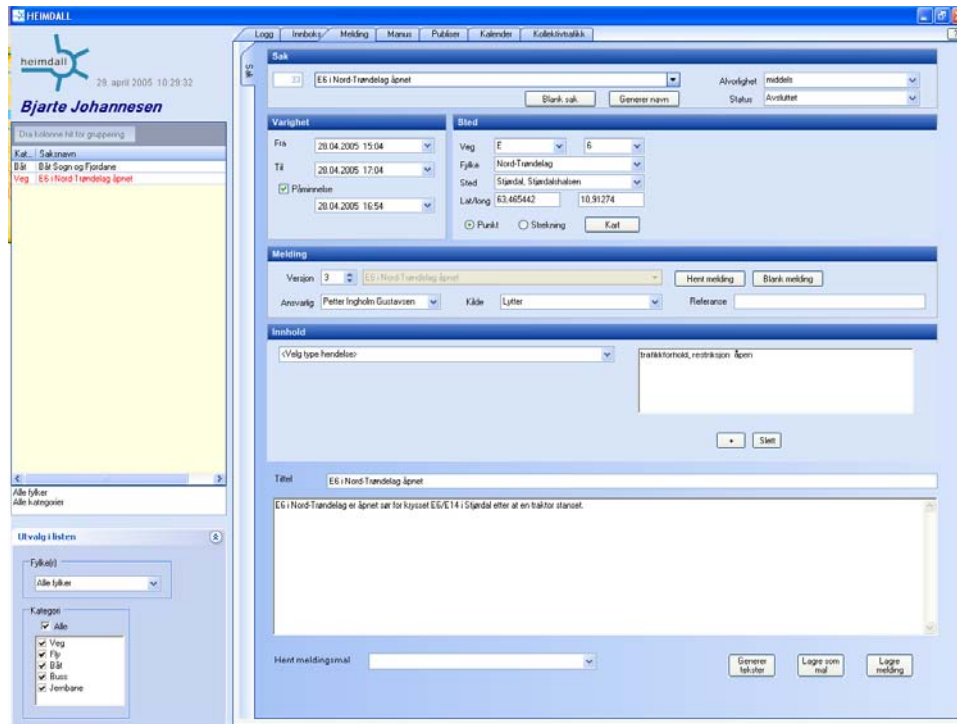 HEIMDALL
heimdall
28. april 2005 10:29:32
Bjarte Johannesen
Dra kolonne hit for gruppering
Kat... Saksnavn
Båt Båt Sogn og Fjordane
Veg E6 i Nord-Trøndelag åpnet
Alle fylker
Alle kategorier
Utvalg i listen
Fylke(r)
Alle fylker
Kategori
Alle
Veg
Fly
Båt
Buss
Jernbane
Logg Innboks Melding Manus Publiser Kalender Kollektivtrafikk
?
Sak
33 E6 i Nord-Trøndelag åpnet
Alvorlighet middels
Blank sak Generer navn
Status Avsluttet
Varighet
Fra 28.04.2005 15:04
Til 28.04.2005 17:04
Påminnelse
28.04.2005 16:54
Sted
Veg E 6
Fylke Nord-Trøndelag
Sted Stjørdal, Stjørdalshalsen
Lat/long 63,465442 10,91274
Punkt Strekning Kart
Melding
Versjon 3 E6 i Nord-Trøndelag åpnet Hent melding Blank melding
Ansvarlig Petter Ingholm Gustavsen Kilde Lytter Referanse
Innhold
<Velg type hendelse>
trafikkforhold, restriksjon åpen
+ Slett
Tittel E6 i Nord-Trøndelag åpnet
E6 i Nord-Trøndelag er åpnet sør for krysset E6/E14 i Stjørdal etter at en traktor stanset.
Hent meldingsmal
Generer tekster
Lagre som mal
Lagre melding